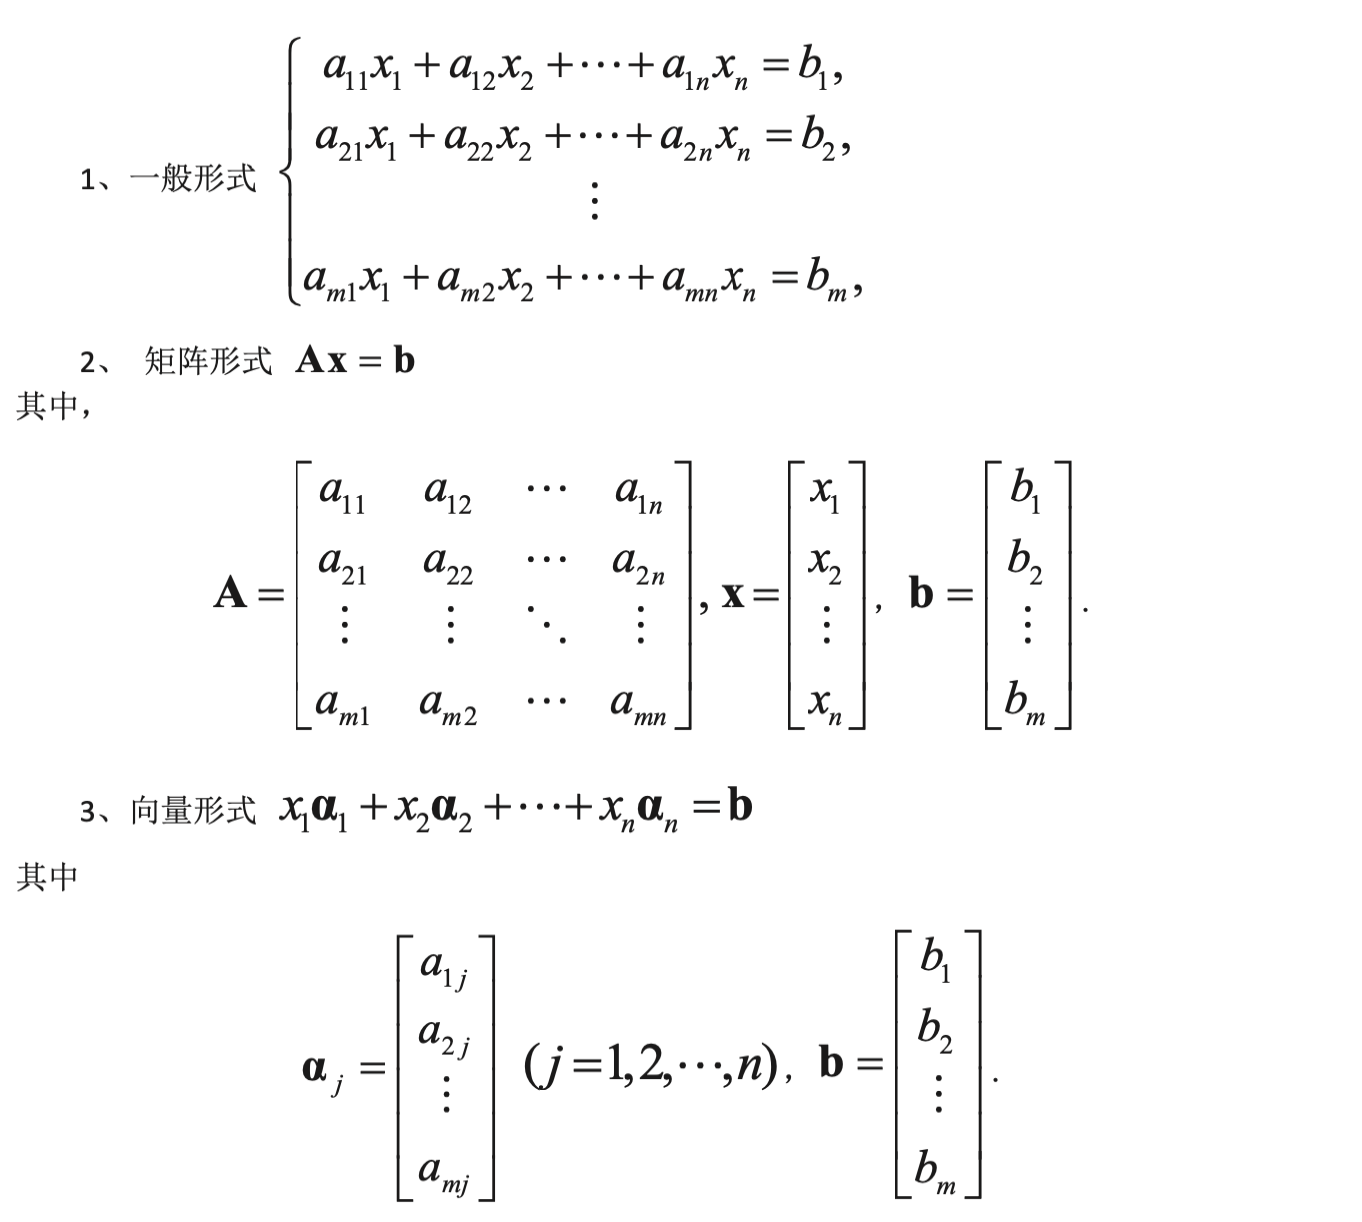 1、一般形式 $\begin{cases} a_{11}x_1 + a_{12}x_2 + \cdots + a_{1n}x_n = b_1, \\ a_{21}x_1 + a_{22}x_2 + \cdots + a_{2n}x_n = b_2, \\ \vdots \\ a_{m1}x_1 + a_{m2}x_2 + \cdots + a_{mn}x_n = b_m, \end{cases}$
2、 矩阵形式 $\mathbf{Ax} = \mathbf{b}$
其中，
$\mathbf{A} = \begin{bmatrix} a_{11} & a_{12} & \cdots & a_{1n} \\ a_{21} & a_{22} & \cdots & a_{2n} \\ \vdots & \vdots & \ddots & \vdots \\ a_{m1} & a_{m2} & \cdots & a_{mn} \end{bmatrix}, \mathbf{x} = \begin{bmatrix} x_1 \\ x_2 \\ \vdots \\ x_n \end{bmatrix}, \mathbf{b} = \begin{bmatrix} b_1 \\ b_2 \\ \vdots \\ b_m \end{bmatrix}.$
3、向量形式 $x_1\boldsymbol{\alpha}_1 + x_2\boldsymbol{\alpha}_2 + \cdots + x_n\boldsymbol{\alpha}_n = \mathbf{b}$
其中
$\boldsymbol{\alpha}_j = \begin{bmatrix} a_{1j} \\ a_{2j} \\ \vdots \\ a_{mj} \end{bmatrix} (j=1,2,\cdots,n), \mathbf{b} = \begin{bmatrix} b_1 \\ b_2 \\ \vdots \\ b_m \end{bmatrix}.$